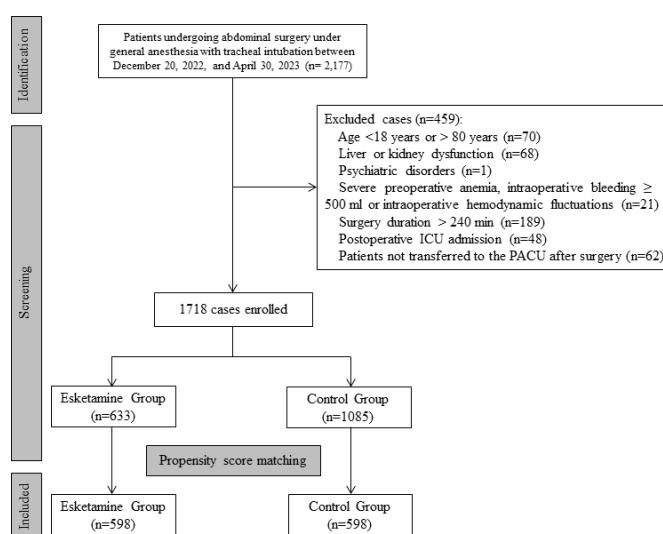 Identification
Patients undergoing abdominal surgery under
general anesthesia with tracheal intubation between
December 20, 2022, and April 30, 2023 (n= 2,177)
Excluded cases (n=459):
Age <18 years or > 80 years (n=70)
Liver or kidney dysfunction (n=68)
Psychiatric disorders (n=1)
Severe preoperative anemia, intraoperative bleeding ≥
500 ml or intraoperative hemodynamic fluctuations (n=21)
Surgery duration > 240 min (n=189)
Postoperative ICU admission (n=48)
Patients not transferred to the PACU after surgery (n=62)
Screening
1718 cases enrolled
Esketamine Group
(n=633)
Control Group
(n=1085)
Propensity score matching
Included
Esketamine Group
(n=598)
Control Group
(n=598)